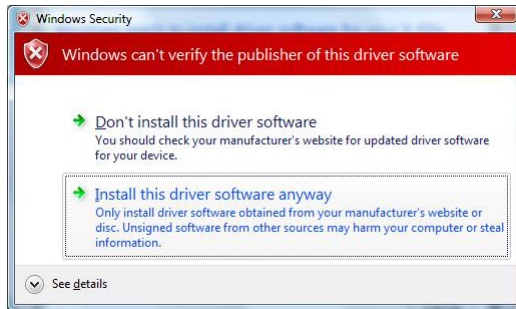 Windows Security
Windows can't verify the publisher of this driver software
Don't install this driver software
You should check your manufacturer's website for updated driver software
for your device.
Install this driver software anyway
Only install driver software obtained from your manufacturer's website or
disc. Unsigned software from other sources may harm your computer or steal
information.
See details